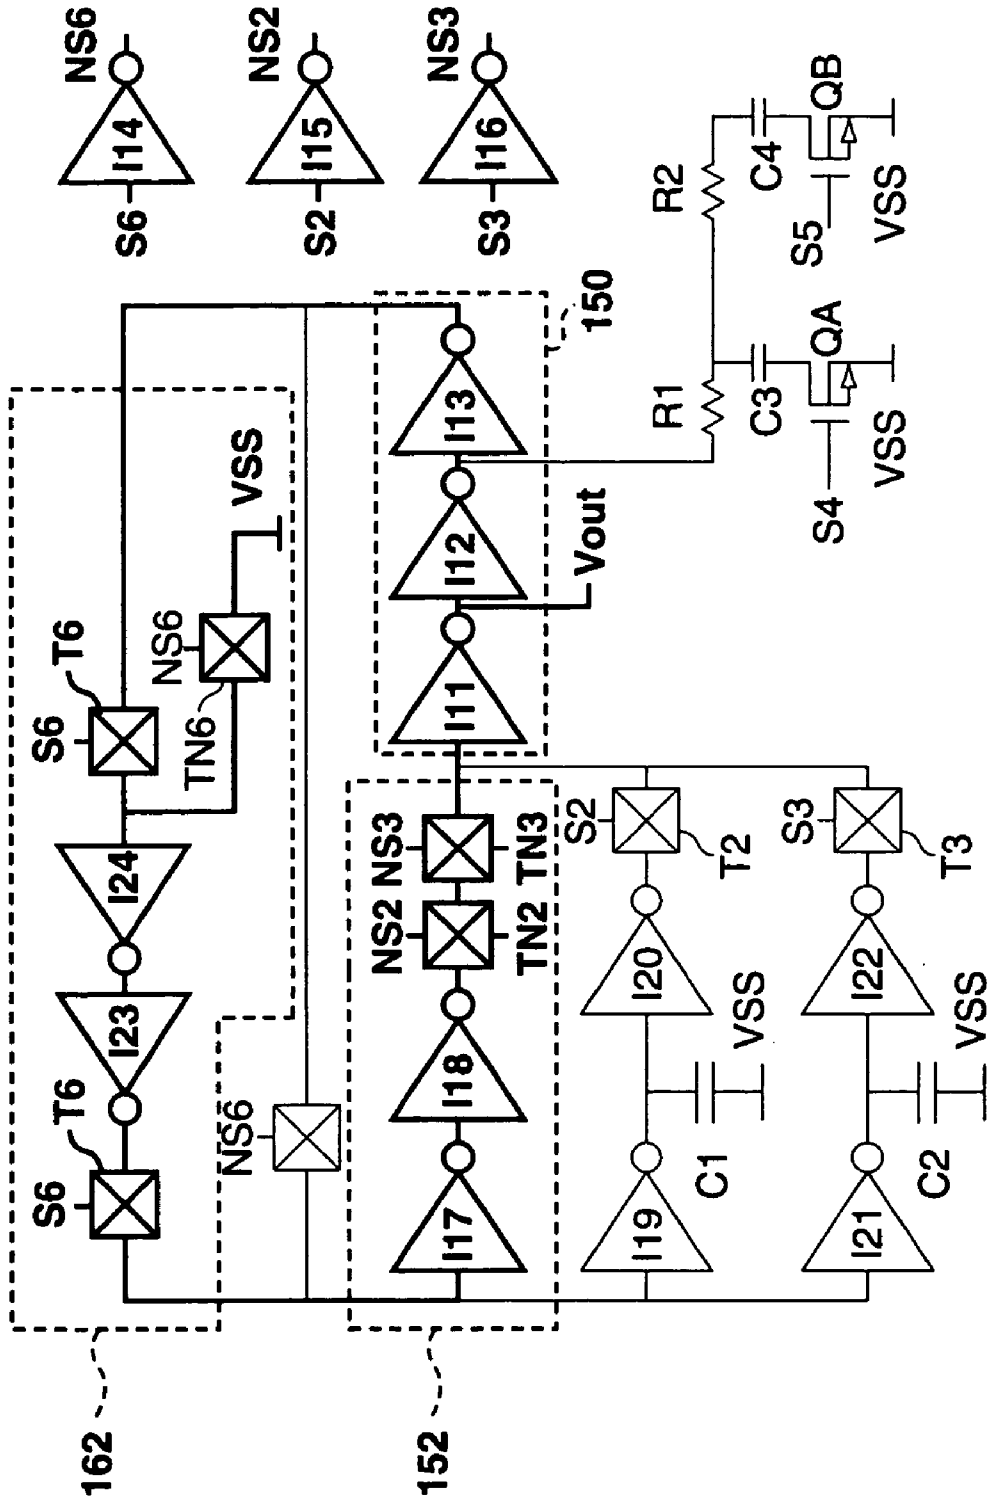 S6
I14
NS6
S2
I15
NS2
S3
I16
NS3
162
S6
T6
I23
I24
S6
T6
NS6
TN6
VSS
NS6
152
I17
I18
NS2
TN2
NS3
TN3
I11
I12
I13
150
Vout
I19
C1
VSS
I20
S2
T2
I21
C2
VSS
I22
S3
T3
R1
R2
C3
QA
S4
VSS
C4
QB
S5
VSS